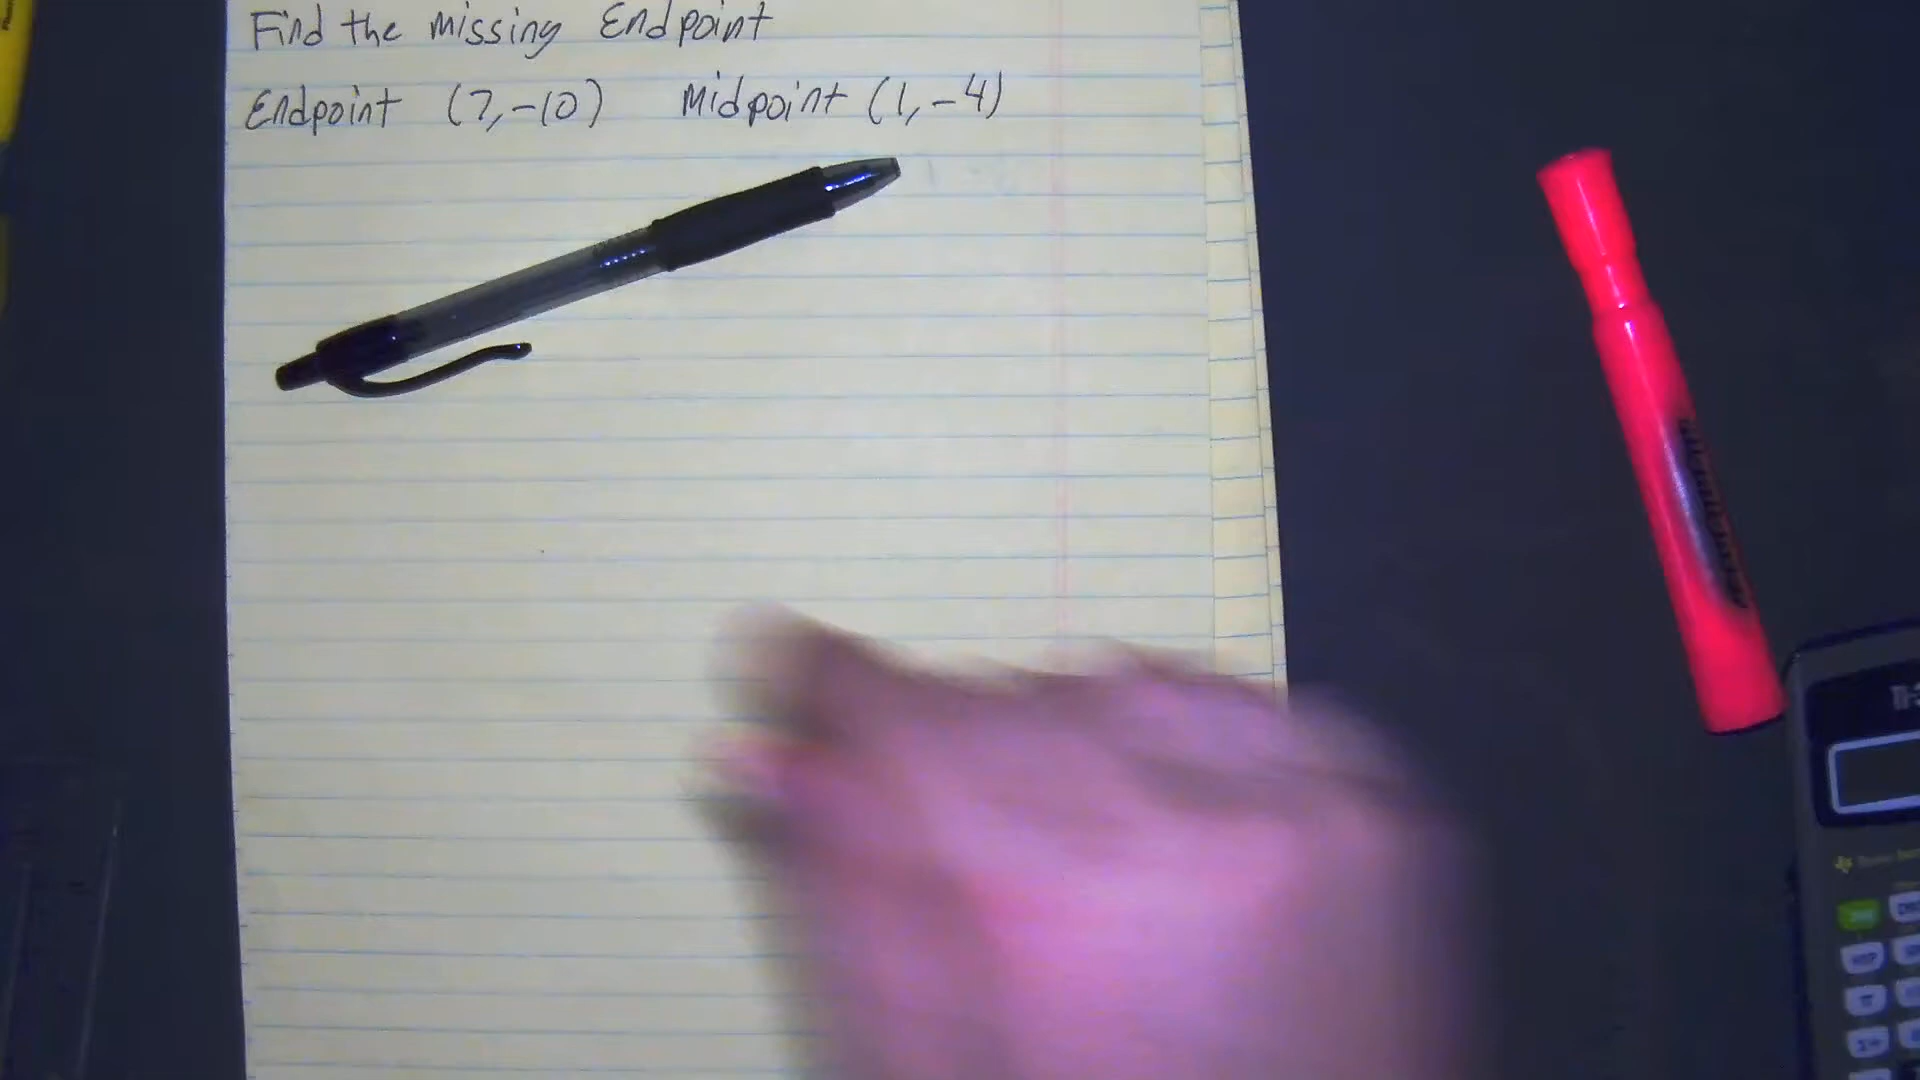 Find the missing Endpoint
Endpoint (7,-10) Midpoint (1,-4)